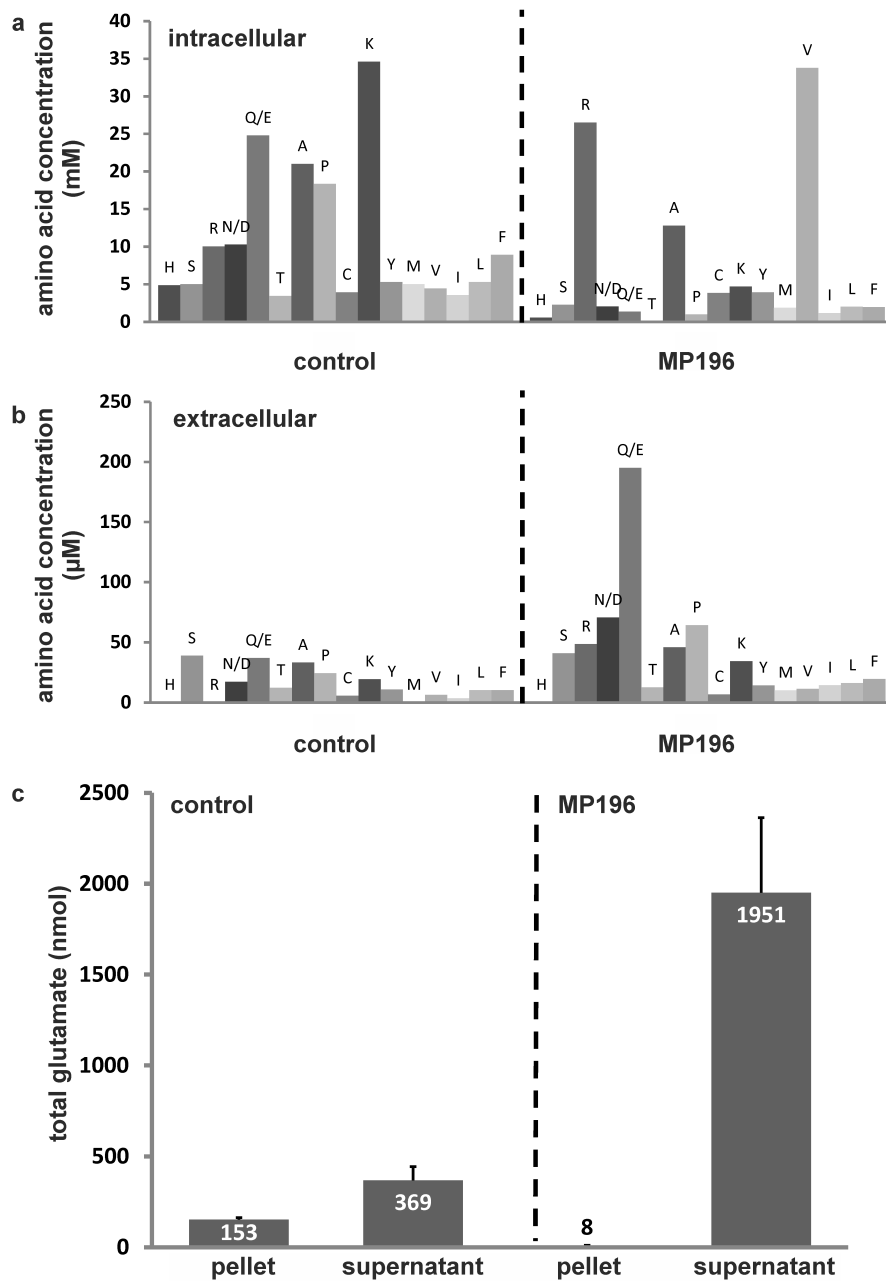 a
intracellular
amino acid concentration
(mM)
40
35
30
25
20
15
10
5
0
H S R N/D Q/E T A P C K Y M V I L F
H S R N/D Q/E T A P C K Y M V I L F
control MP196
b
extracellular
amino acid concentration
(µM)
250
200
150
100
50
0
H S R N/D Q/E T A P C K Y M V I L F
H S R N/D Q/E T A P C K Y M V I L F
control MP196
c
control MP196
total glutamate (nmol)
2500
2000
1500
1000
500
0
153 369 8 1951
pellet supernatant pellet supernatant